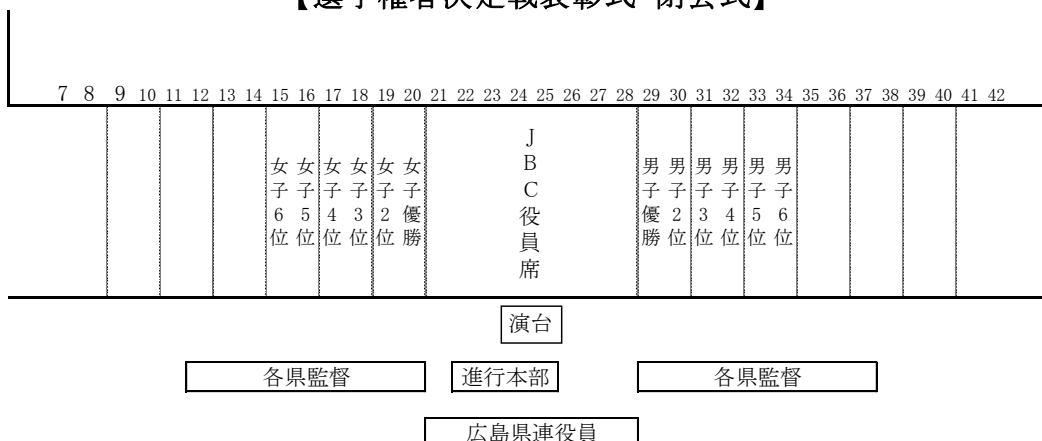 【選手権者決定戦表彰式・閉会式】
7 8 9 10 11 12 13 14 15 16 17 18 19 20 21 22 23 24 25 26 27 28 29 30 31 32 33 34 35 36 37 38 39 40 41 42
女子6位
女子5位
女子4位
女子3位
女子2位
女子優勝
JBC役員席
男子優勝
男子2位
男子3位
男子4位
男子5位
男子6位
演台
各県監督
進行本部
各県監督
広島県連役員